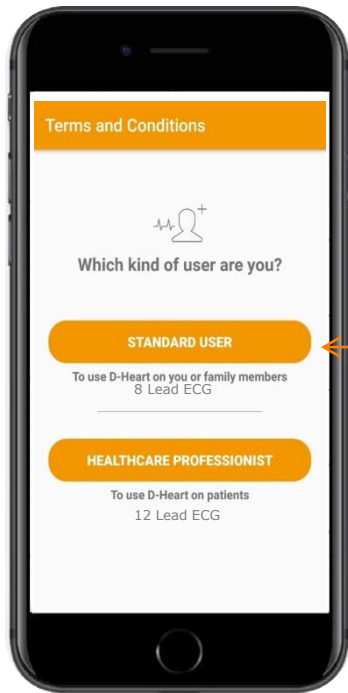 Terms and Conditions
Which kind of user are you?
STANDARD USER
To use D-Heart on you or family members
8 Lead ECG
HEALTHCARE PROFESSIONIST
To use D-Heart on patients
12 Lead ECG